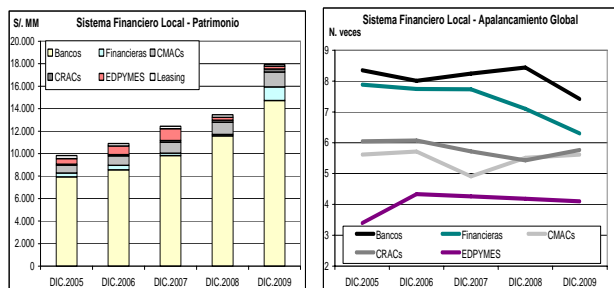 Sistema Financiero Local - Patrimonio
S/. MM
20.000
18.000
16.000
14.000
12.000
10.000
8.000
6.000
4.000
2.000
0
Bancos Financieras CMACs
CRACs EDPYMES Leasing
DIC.2005 DIC.2006 DIC.2007 DIC.2008 DIC.2009
Sistema Financiero Local - Apalancamiento Global
N. veces
9
8
7
6
5
4
3
2
Bancos Financieras CMACs
CRACs EDPYMES
DIC.2005 DIC.2006 DIC.2007 DIC.2008 DIC.2009